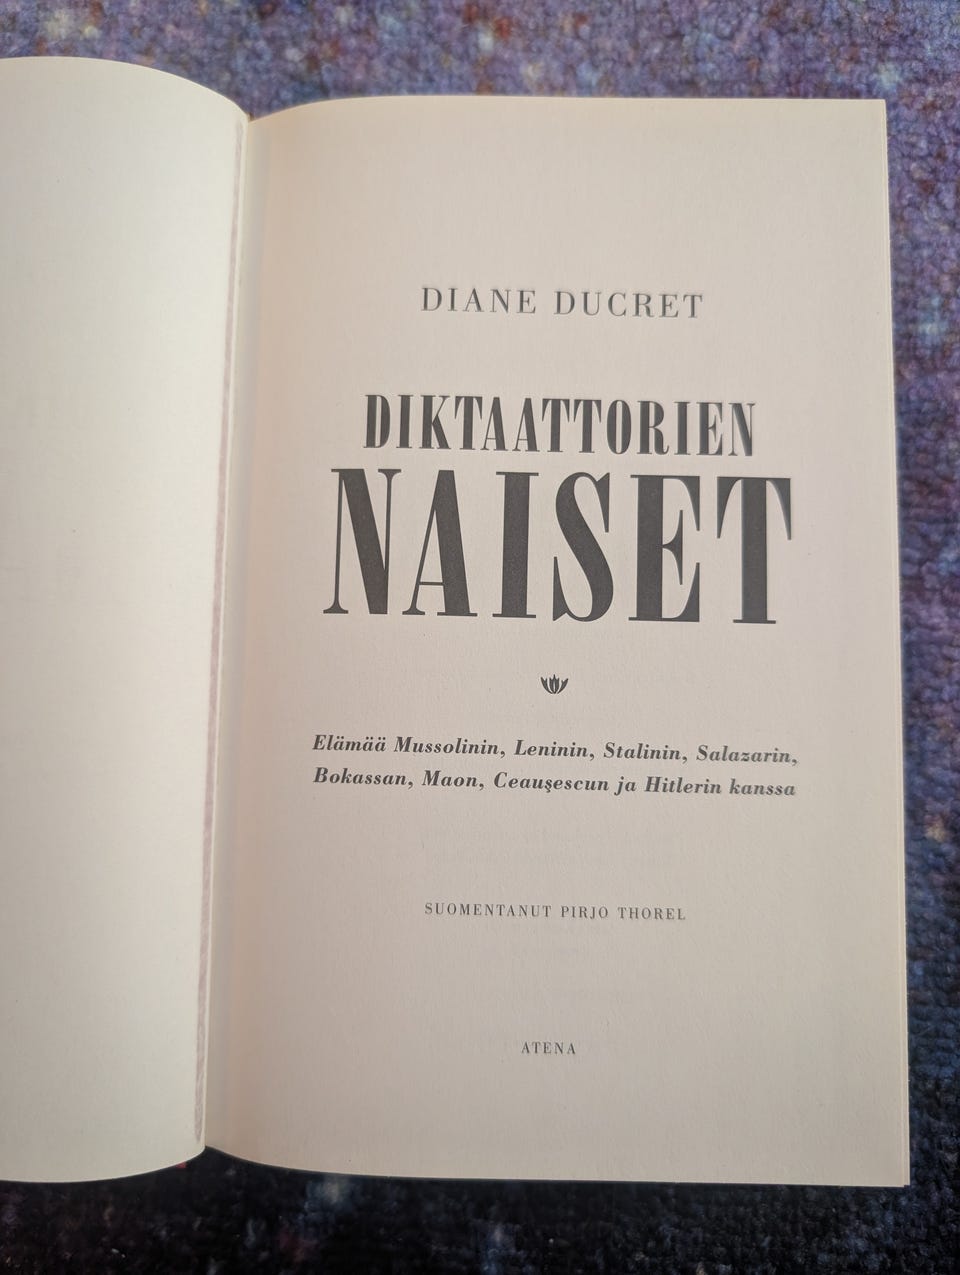 DIANE DUCRET
DIKTAATTORIEN
NAISET
Elämää Mussolinin, Leninin, Stalinin, Salazarin,
Bokassan, Maon, Ceauşescun ja Hitlerin kanssa
SUOMENTANUT PIRJO THOREL
ATENA